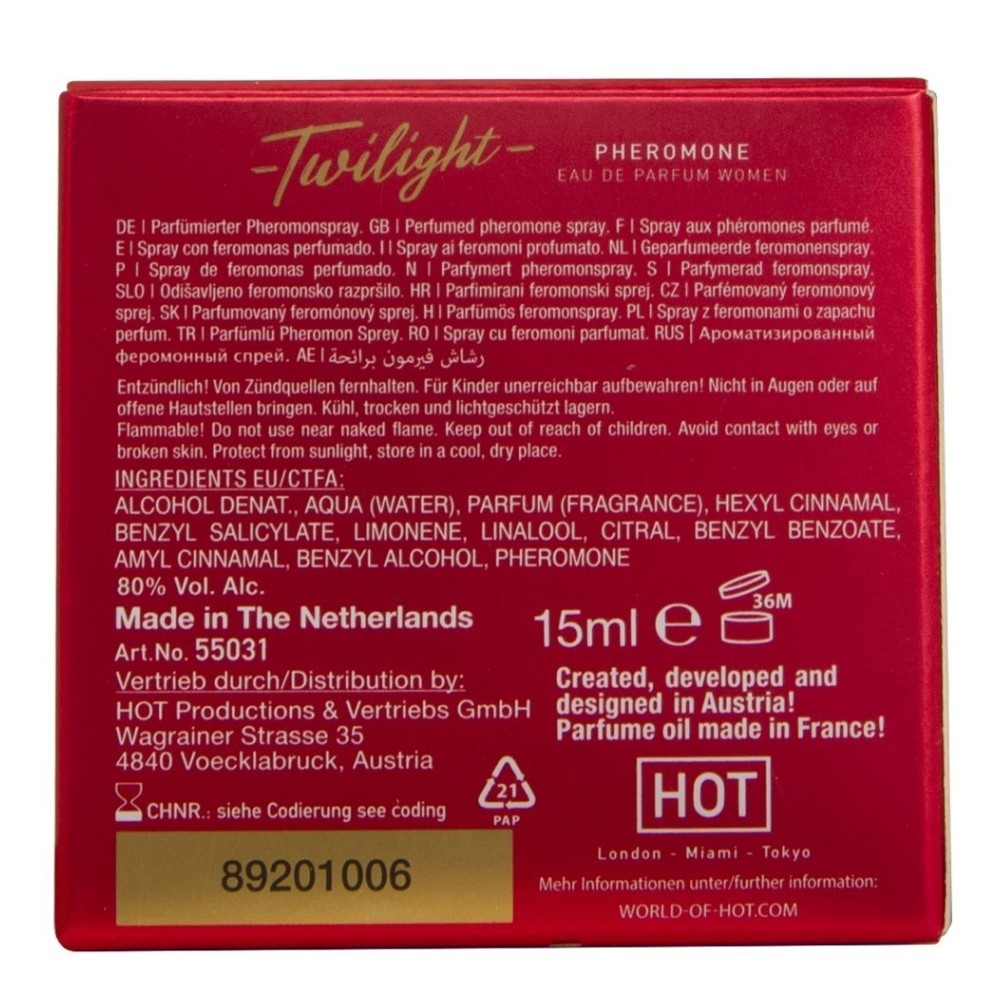 -Twilight-
PHEROMONE
EAU DE PARFUM WOMEN
DE | Parfümierter Pheromonspray. GB | Perfumed pheromone spray. F | Spray aux phéromones parfumé.
E | Spray con feromonas perfumado. I | Spray ai feromoni profumato. NL | Geparfumeerde feromonenspray.
P | Spray de feromonas perfumado. N | Parfymert pheromonspray. S | Parfymerad feromonspray.
SLO | Odišavljeno feromonsko razpršilo. HR | Parfimirani feromonski sprej. CZ | Parfémovaný feromonový
sprej. SK | Parfumovaný feromónový sprej. H | Parfümös feromonspray. PL | Spray z feromonami o zapachu
perfum. TR | Parfümlü Pheromon Sprey. RO | Spray cu feromoni parfumat. RUS | Ароматизированный
феромонный спрей. AE | رشاش فيرمون برائحة
Entzündlich! Von Zündquellen fernhalten. Für Kinder unerreichbar aufbewahren! Nicht in Augen oder auf
offene Hautstellen bringen. Kühl, trocken und lichtgeschützt lagern.
Flammable! Do not use near naked flame. Keep out of reach of children. Avoid contact with eyes or
broken skin. Protect from sunlight, store in a cool, dry place.
INGREDIENTS EU/CTFA:
ALCOHOL DENAT., AQUA (WATER), PARFUM (FRAGRANCE), HEXYL CINNAMAL,
BENZYL SALICYLATE, LIMONENE, LINALOOL, CITRAL, BENZYL BENZOATE,
AMYL CINNAMAL, BENZYL ALCOHOL, PHEROMONE
80% Vol. Alc.
Made in The Netherlands
Art.No. 55031
Vertrieb durch/Distribution by:
HOT Productions & Vertriebs GmbH
Wagrainer Strasse 35
4840 Voecklabruck, Austria
CHNR.: siehe Codierung see coding
89201006
21
PAP
15ml e
36M
Created, developed and
designed in Austria!
Parfume oil made in France!
HOT
London - Miami - Tokyo
Mehr Informationen unter/further information:
WORLD-OF-HOT.COM